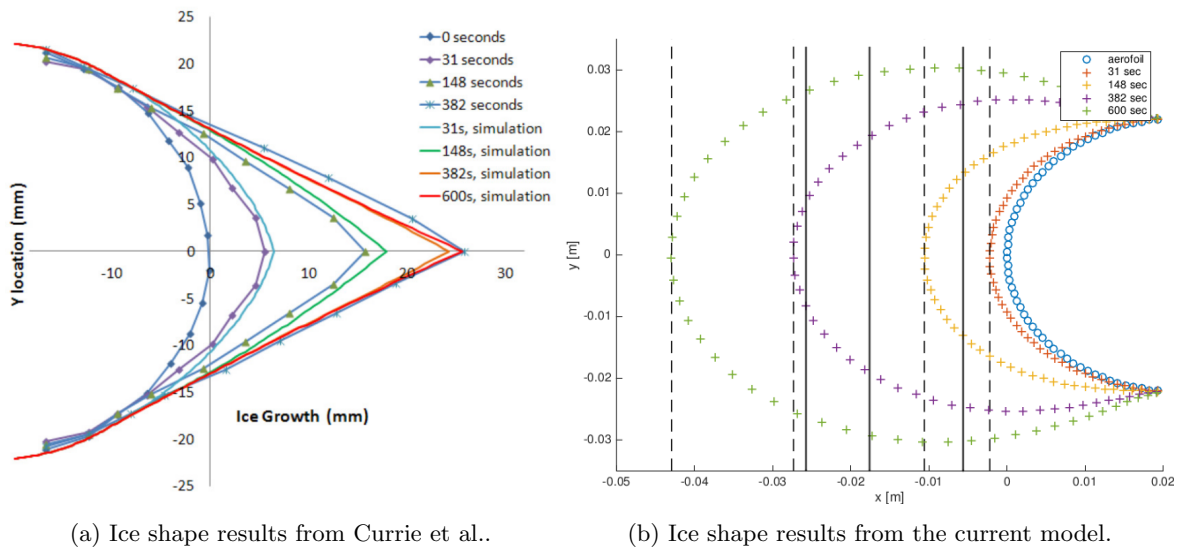 25
20
15
10
5
0
-5
-10
-15
-20
-25
-10
0
10
20
30
Y location (mm)
Ice Growth (mm)
0 seconds
31 seconds
148 seconds
382 seconds
31s, simulation
148s, simulation
382s, simulation
600s, simulation
(a) Ice shape results from Currie et al..
0.03
0.02
0.01
0
-0.01
-0.02
-0.03
y [m]
-0.05
-0.04
-0.03
-0.02
-0.01
0
0.01
0.02
x [m]
aerofoil
31 sec
148 sec
382 sec
600 sec
(b) Ice shape results from the current model.